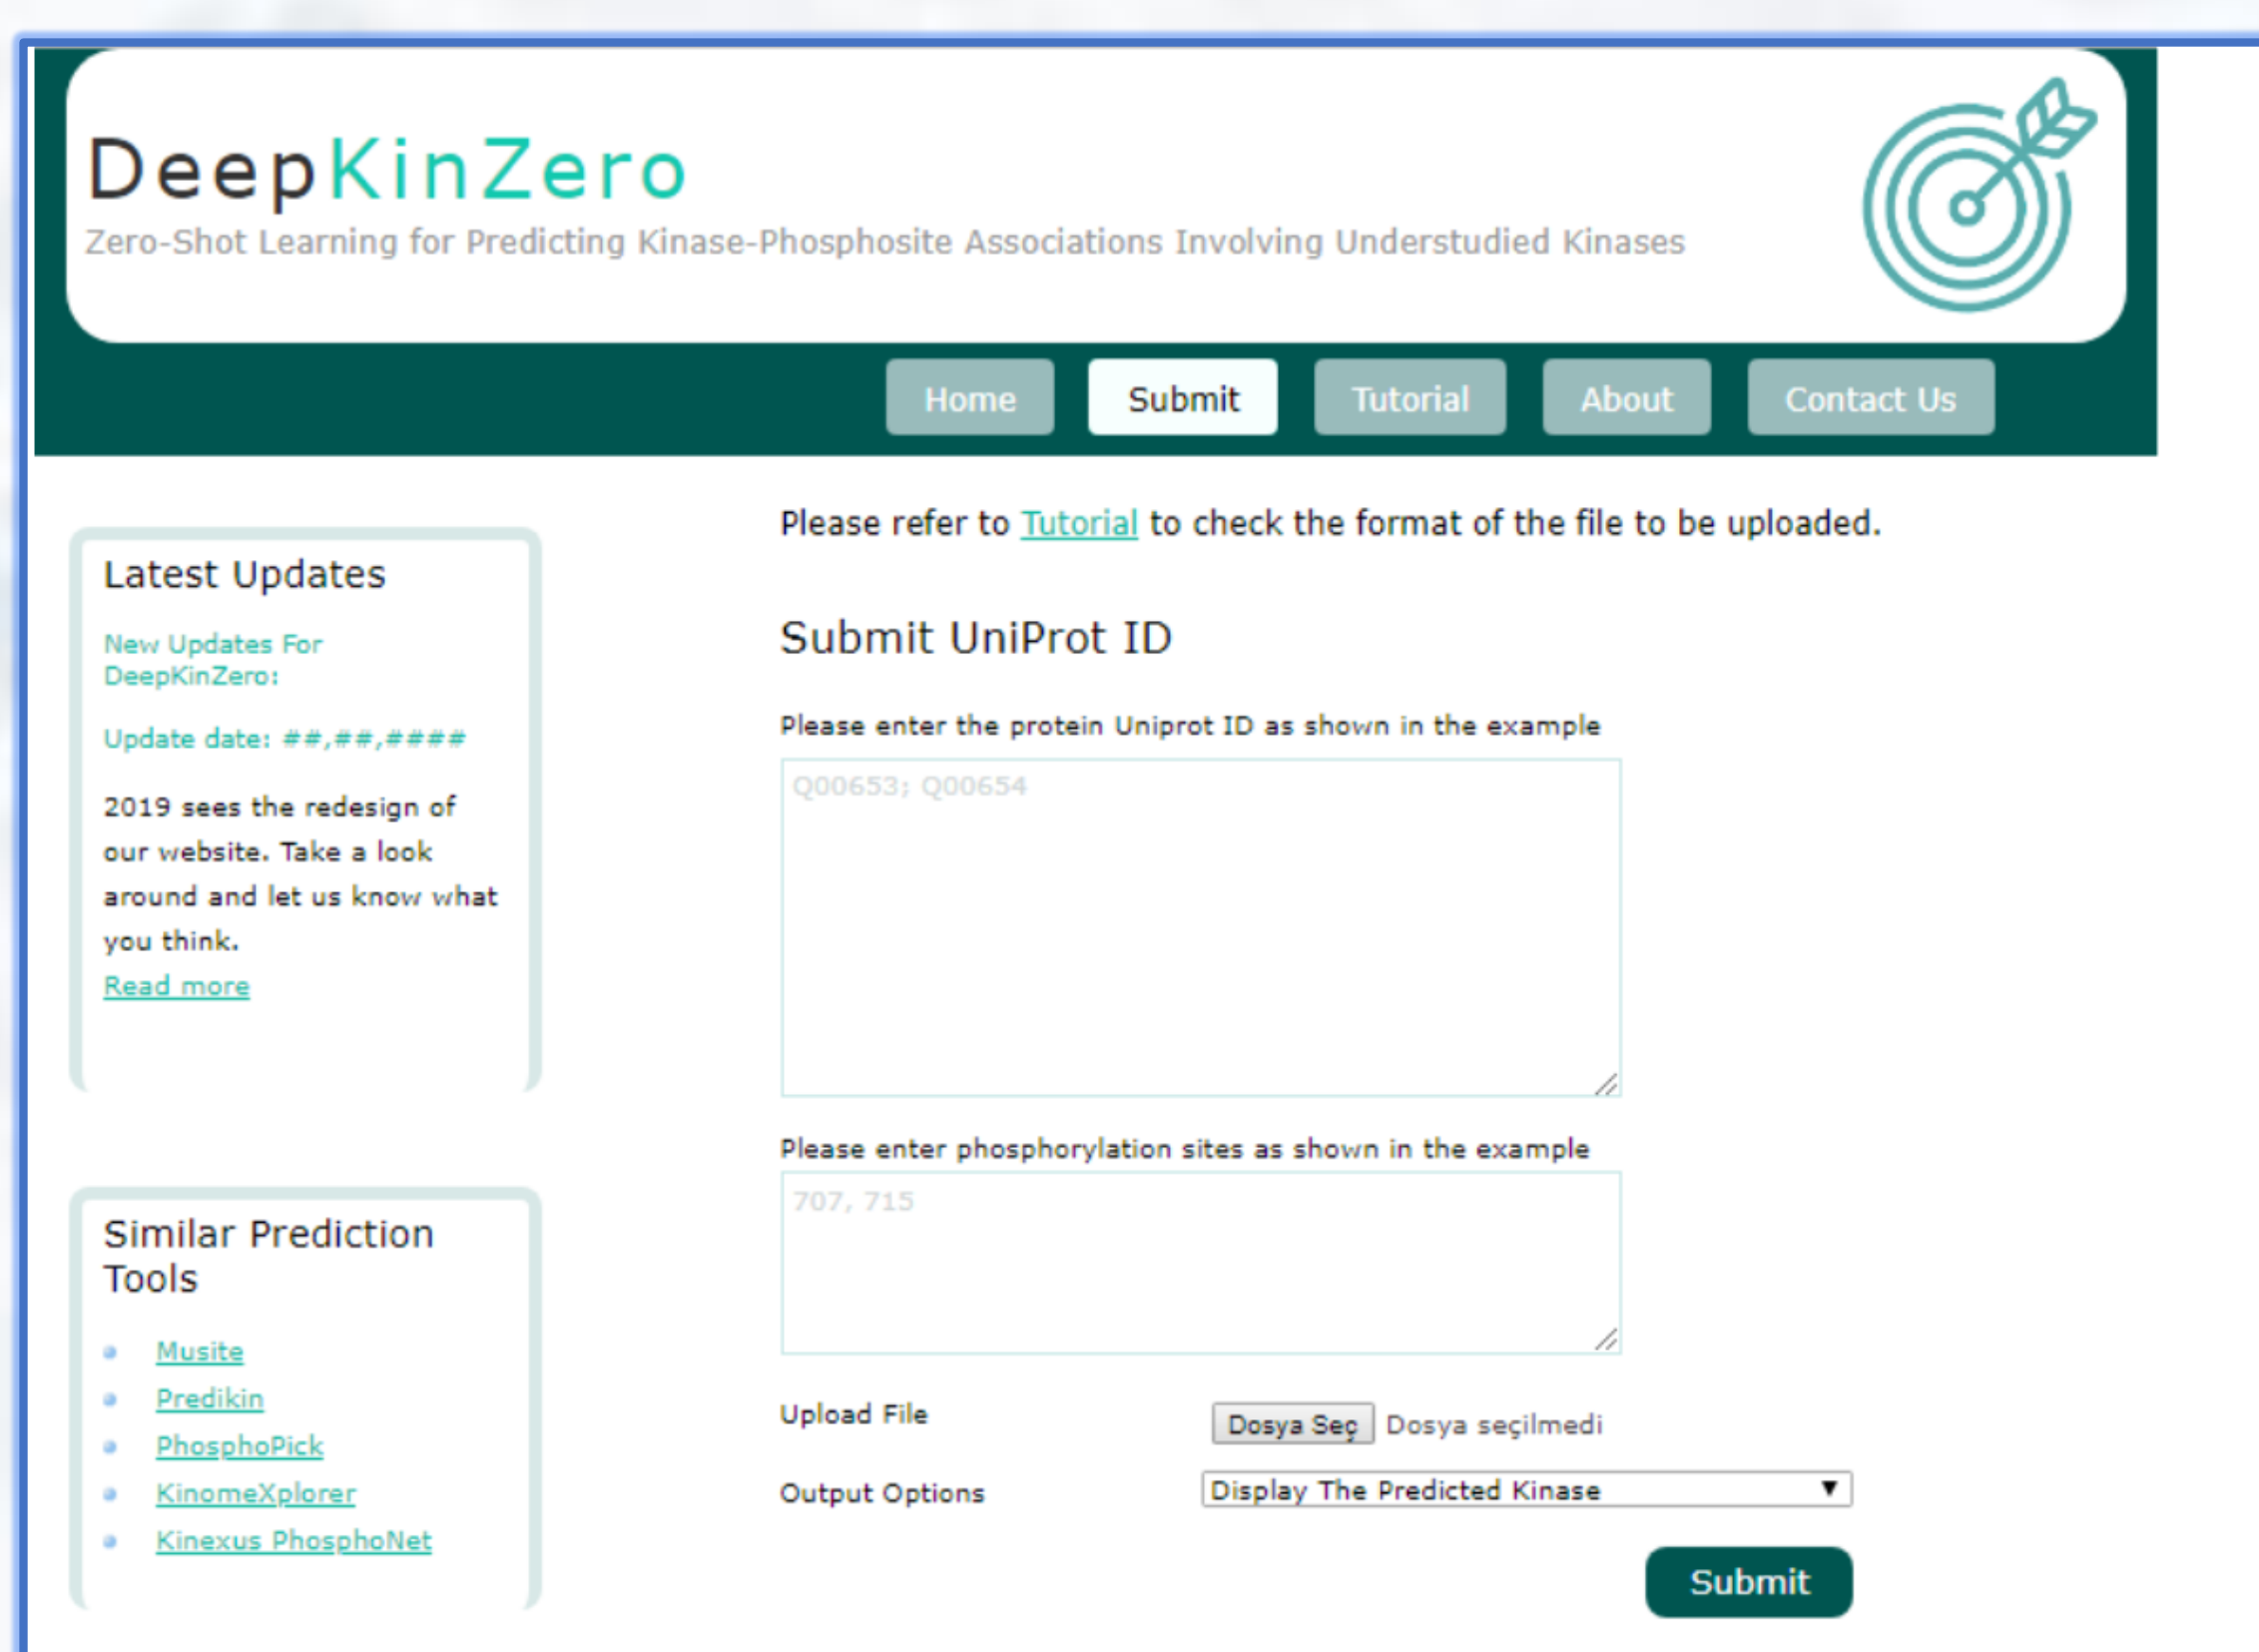 DeepKinZero
Zero-Shot Learning for Predicting Kinase-Phosphosite Associations Involving Understudied Kinases
Home Submit Tutorial About Contact Us
Latest Updates
New Updates For
DeepKinZero:
Update date: ##,##,####
2019 sees the redesign of
our website. Take a look
around and let us know what
you think.
Read more
Similar Prediction
Tools
Musite
Predikin
PhosphoPick
KinomeXplorer
Kinexus PhosphoNet
Please refer to Tutorial to check the format of the file to be uploaded.
Submit UniProt ID
Please enter the protein Uniprot ID as shown in the example
Q00653; Q00654
Please enter phosphorylation sites as shown in the example
707, 715
Upload File Dosya Seç Dosya seçilmedi
Output Options Display The Predicted Kinase
Submit